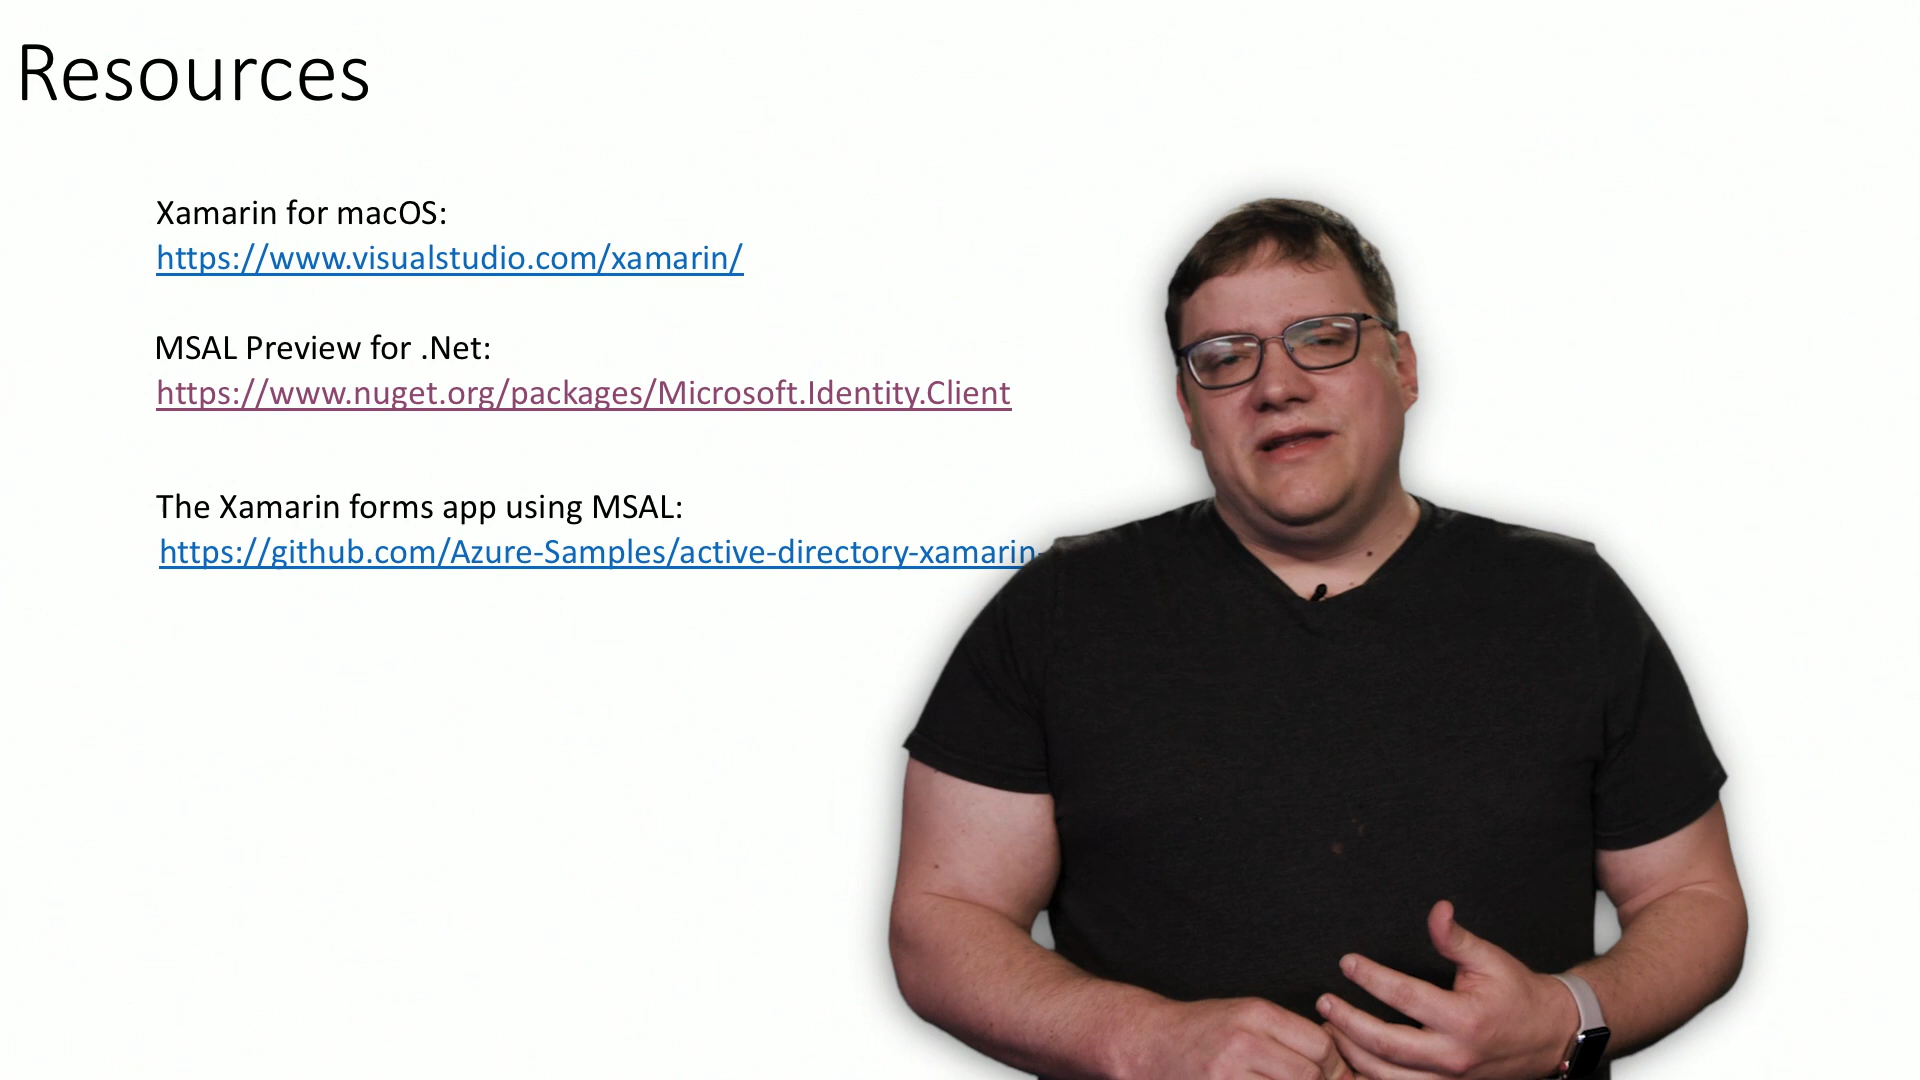 Resources
Xamarin for macOS:
https://www.visualstudio.com/xamarin/
MSAL Preview for .Net:
https://www.nuget.org/packages/Microsoft.Identity.Client
The Xamarin forms app using MSAL:
https://github.com/Azure-Samples/active-directory-xamarin-